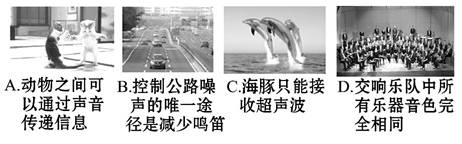 A.动物之间可
以通过声音
传递信息
B.控制公路噪
声的唯一途
径是减少鸣笛
C.海豚只能接
收超声波
D.交响乐队中所
有乐器音色完
全相同